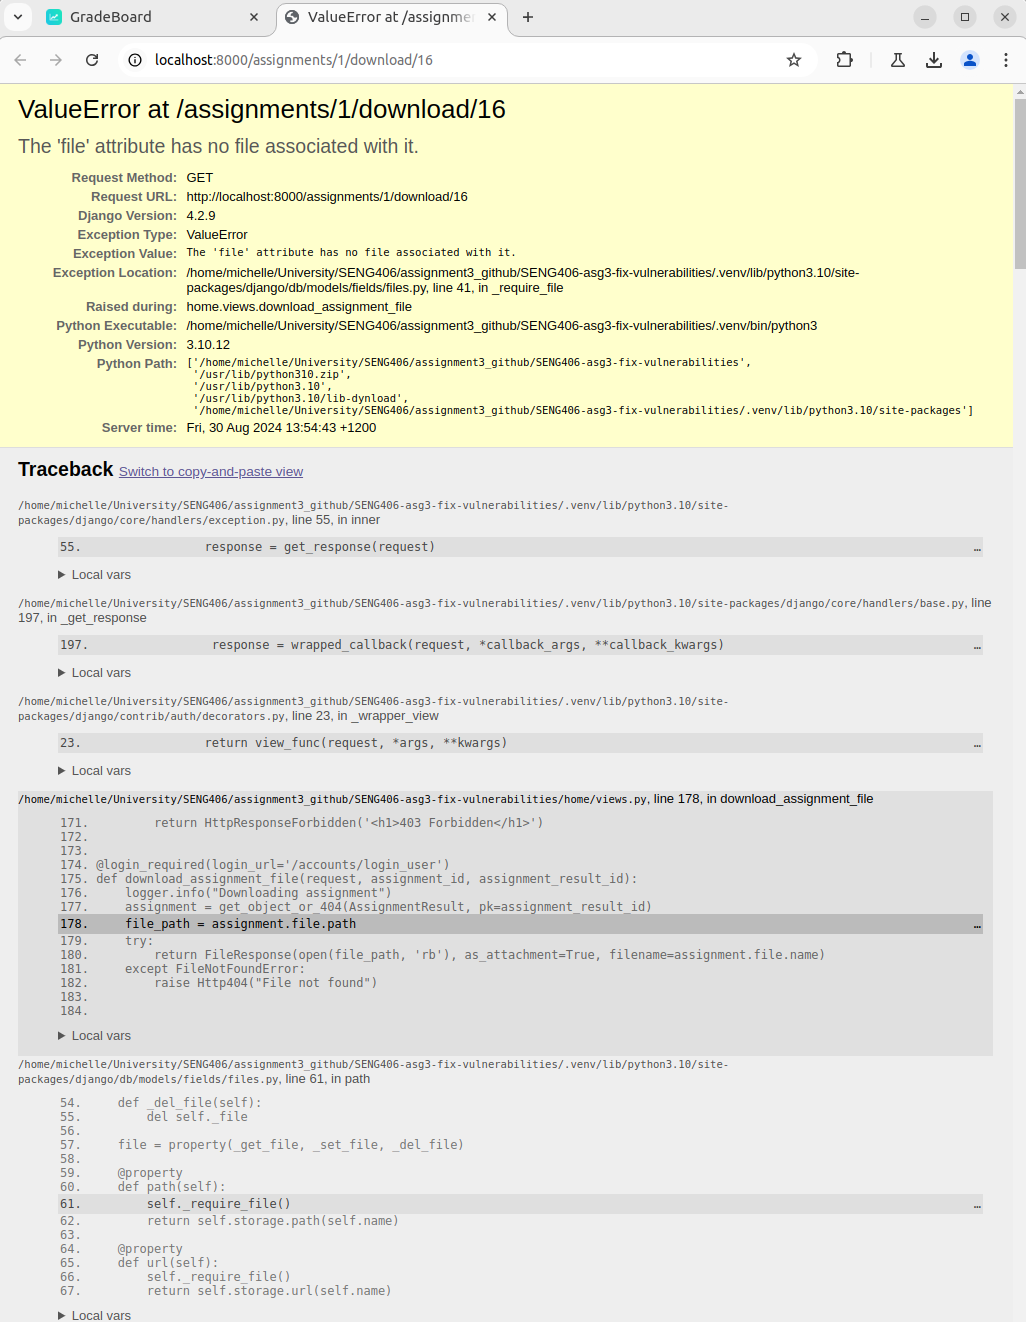 GradeBoard
ValueError at /assignme
localhost:8000/assignments/1/download/16
ValueError at /assignments/1/download/16
The 'file' attribute has no file associated with it.
Request Method: GET
Request URL: http://localhost:8000/assignments/1/download/16
Django Version: 4.2.9
Exception Type: ValueError
Exception Value: The 'file' attribute has no file associated with it.
Exception Location: /home/michelle/University/SENG406/assignment3_github/SENG406-asg3-fix-vulnerabilities/.venv/lib/python3.10/site-
packages/django/db/models/fields/files.py, line 41, in _require_file
Raised during: home.views.download_assignment_file
Python Executable: /home/michelle/University/SENG406/assignment3_github/SENG406-asg3-fix-vulnerabilities/.venv/bin/python3
Python Version: 3.10.12
Python Path: ['/home/michelle/University/SENG406/assignment3_github/SENG406-asg3-fix-vulnerabilities',
'/usr/lib/python310.zip',
'/usr/lib/python3.10',
'/usr/lib/python3.10/lib-dynload',
'/home/michelle/University/SENG406/assignment3_github/SENG406-asg3-fix-vulnerabilities/.venv/lib/python3.10/site-packages']
Server time: Fri, 30 Aug 2024 13:54:43 +1200
Traceback Switch to copy-and-paste view
/home/michelle/University/SENG406/assignment3_github/SENG406-asg3-fix-vulnerabilities/.venv/lib/python3.10/site-
packages/django/core/handlers/exception.py, line 55, in inner
55. response = get_response(request) …
Local vars
/home/michelle/University/SENG406/assignment3_github/SENG406-asg3-fix-vulnerabilities/.venv/lib/python3.10/site-packages/django/core/handlers/base.py, line
197, in _get_response
197. response = wrapped_callback(request, *callback_args, **callback_kwargs) …
Local vars
/home/michelle/University/SENG406/assignment3_github/SENG406-asg3-fix-vulnerabilities/.venv/lib/python3.10/site-
packages/django/contrib/auth/decorators.py, line 23, in _wrapper_view
23. return view_func(request, *args, **kwargs) …
Local vars
/home/michelle/University/SENG406/assignment3_github/SENG406-asg3-fix-vulnerabilities/home/views.py, line 178, in download_assignment_file
171. return HttpResponseForbidden('<h1>403 Forbidden</h1>')
172.
173.
174. @login_required(login_url='/accounts/login_user')
175. def download_assignment_file(request, assignment_id, assignment_result_id):
176. logger.info("Downloading assignment")
177. assignment = get_object_or_404(AssignmentResult, pk=assignment_result_id)
178. file_path = assignment.file.path …
179. try:
180. return FileResponse(open(file_path, 'rb'), as_attachment=True, filename=assignment.file.name)
181. except FileNotFoundError:
182. raise Http404("File not found")
183.
184.
Local vars
/home/michelle/University/SENG406/assignment3_github/SENG406-asg3-fix-vulnerabilities/.venv/lib/python3.10/site-
packages/django/db/models/fields/files.py, line 61, in path
54. def _del_file(self):
55. del self._file
56.
57. file = property(_get_file, _set_file, _del_file)
58.
59. @property
60. def path(self):
61. self._require_file() …
62. return self.storage.path(self.name)
63.
64. @property
65. def url(self):
66. self._require_file()
67. return self.storage.url(self.name)
Local vars